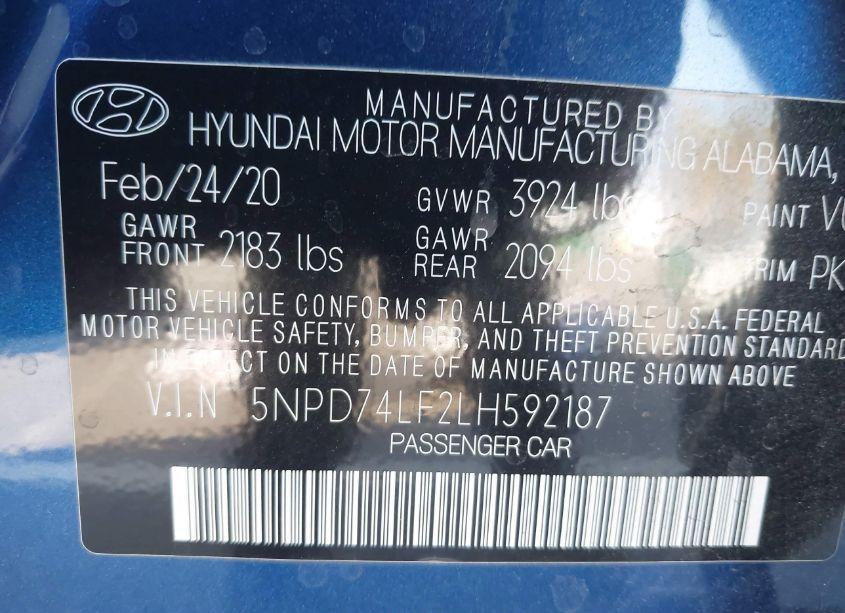 MANUFACTURED BY
HYUNDAI MOTOR MANUFACTURING ALABAMA,
Feb/24/20 GVWR 3924 lbs PAINT
GAWR FRONT 2183 lbs GAWR REAR 2094 lbs TRIM PK
THIS VEHICLE CONFORMS TO ALL APPLICABLE U.S.A. FEDERAL
MOTOR VEHICLE SAFETY, BUMPER, AND THEFT PREVENTION STANDARD
IN EFFECT ON THE DATE OF MANUFACTURE SHOWN ABOVE
V.I.N 5NPD74LF2LH592187
PASSENGER CAR